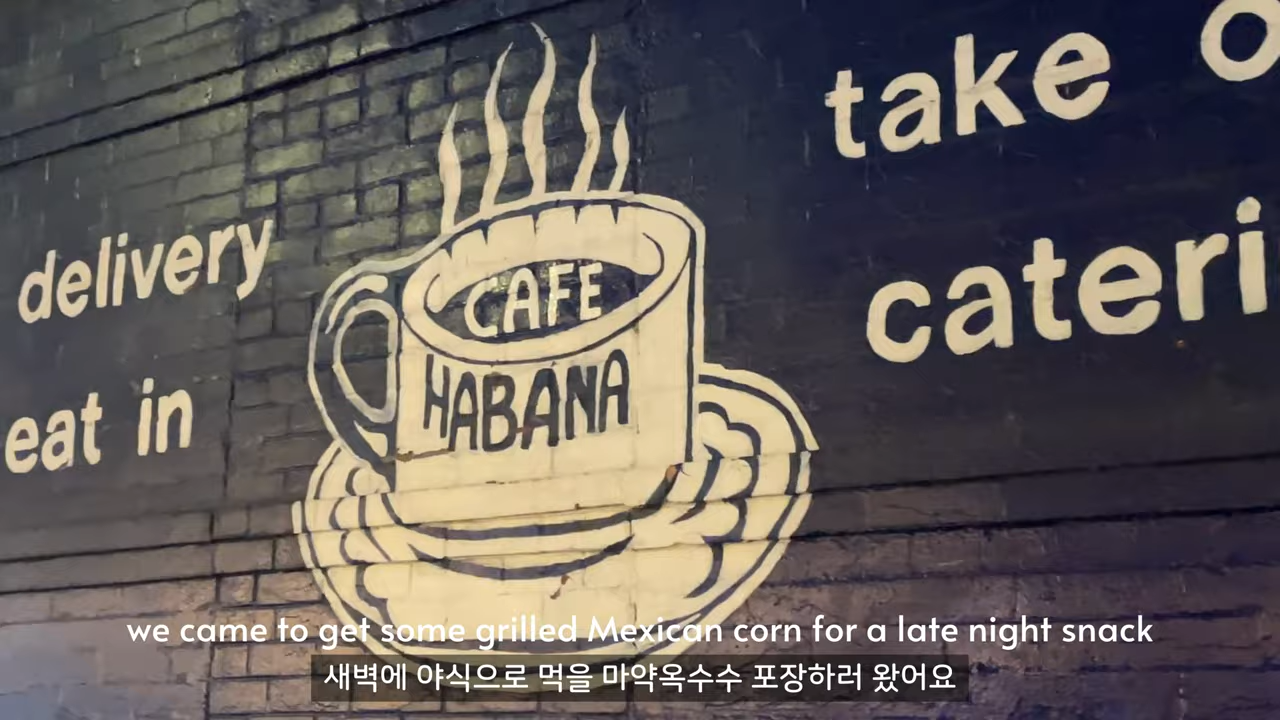 delivery
eat in
CAFE
HABANA
take
cateri
we came to get some grilled Mexican corn for a late night snack
새벽에 야식으로 먹을 마약옥수수 포장하러 왔어요